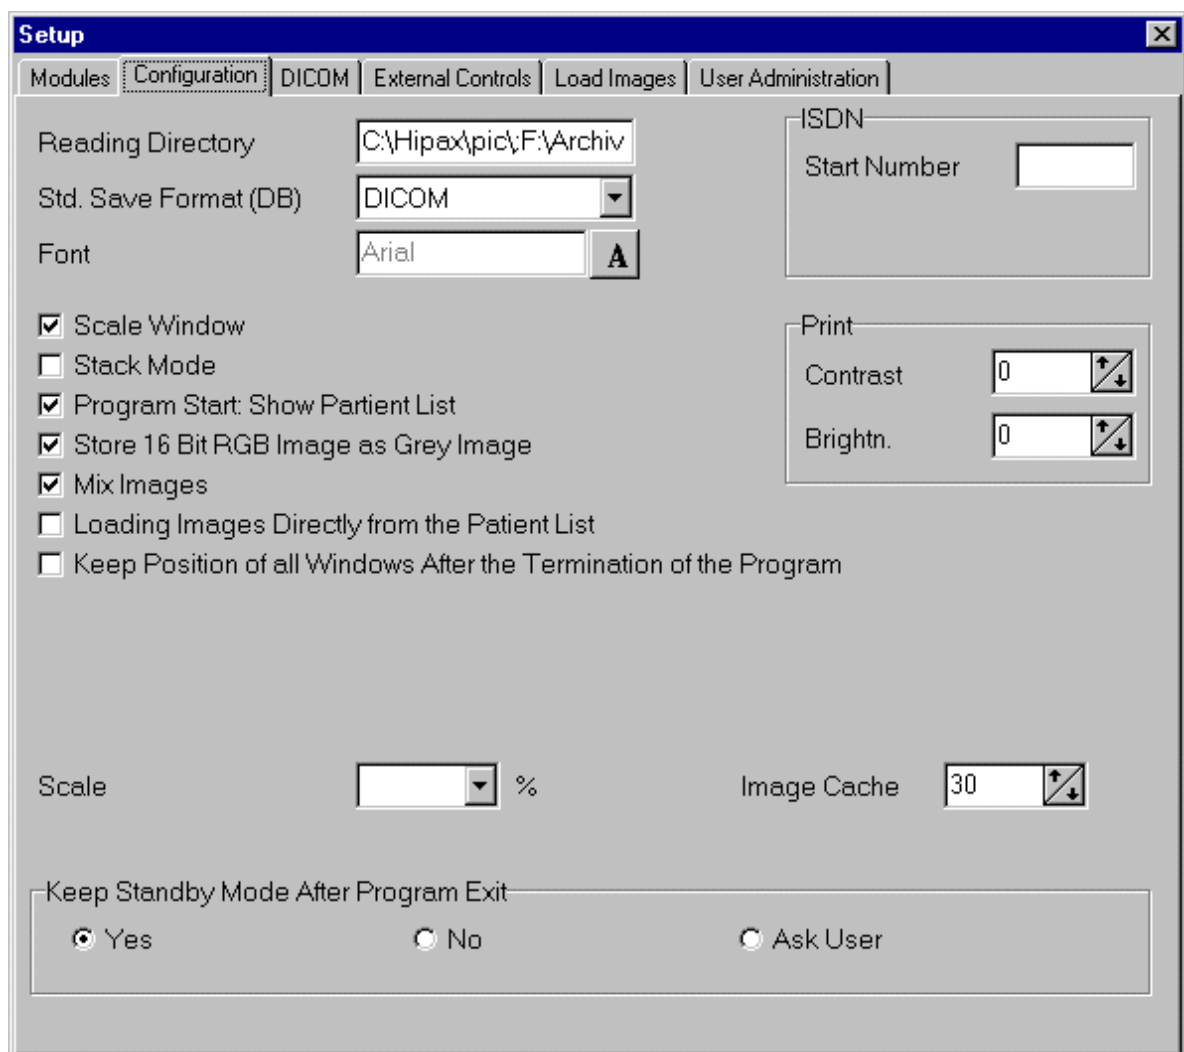 Setup
Modules Configuration DICOM External Controls Load Images User Administration
Reading Directory C:\Hipax\pic\;F:\Archiv
Std. Save Format (DB) DICOM
Font Arial A
ISDN
Start Number
Scale Window
Stack Mode
Program Start: Show Partient List
Store 16 Bit RGB Image as Grey Image
Mix Images
Loading Images Directly from the Patient List
Keep Position of all Windows After the Termination of the Program
Print
Contrast 0
Brightn. 0
Scale %
Image Cache 30
Keep Standby Mode After Program Exit
Yes No Ask User